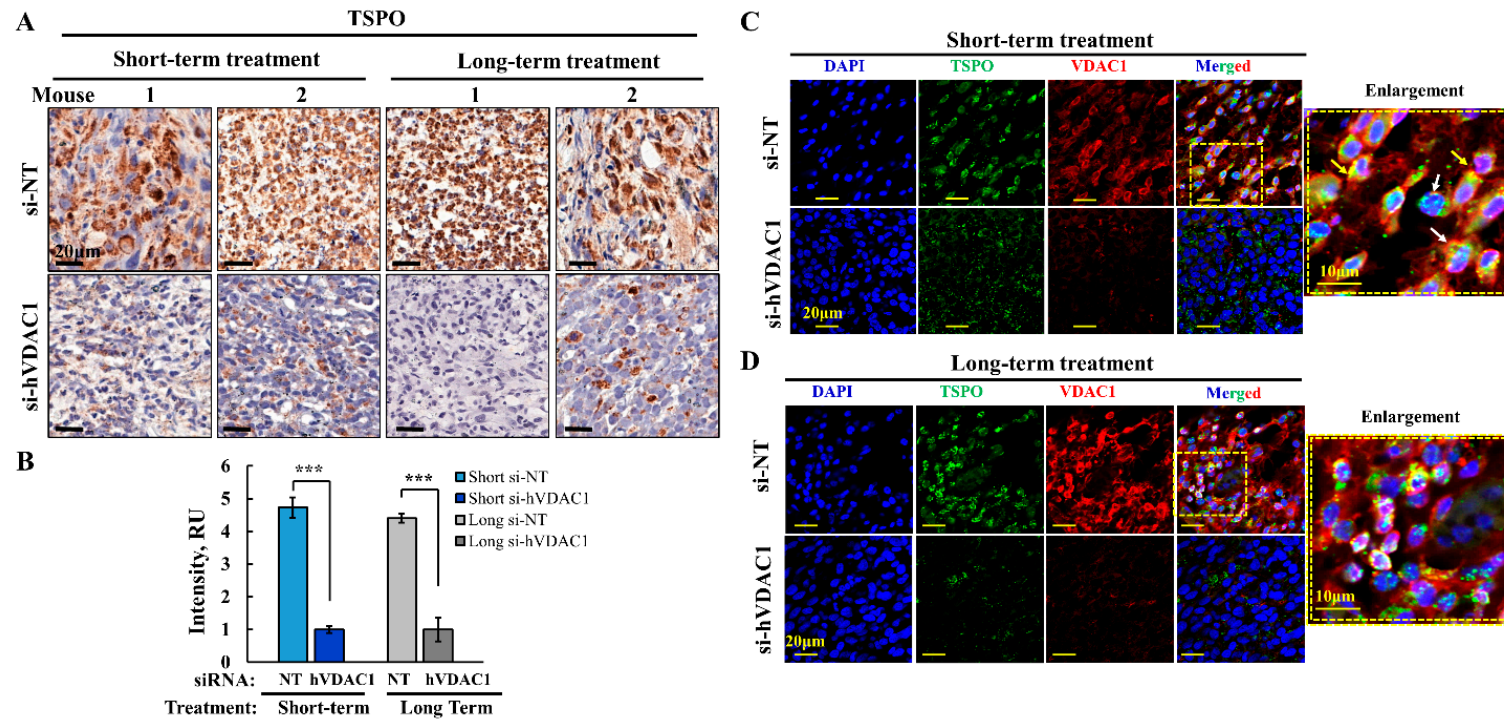 A
TSPO
Short-term treatment
Long-term treatment
Mouse 1 2 1 2
si-NT
20μm
si-hVDAC1
B
6
5
4
3
2
1
0
Intensity, RU
***
***
Short si-NT
Short si-hVDAC1
Long si-NT
Long si-hVDAC1
siRNA: NT hVDAC1 NT hVDAC1
Treatment: Short-term Long Term
C
Short-term treatment
DAPI TSPO VDAC1 Merged
Enlargement
si-NT
10μm
si-hVDAC1
20μm
D
Long-term treatment
DAPI TSPO VDAC1 Merged
Enlargement
si-NT
10μm
si-hVDAC1
20μm